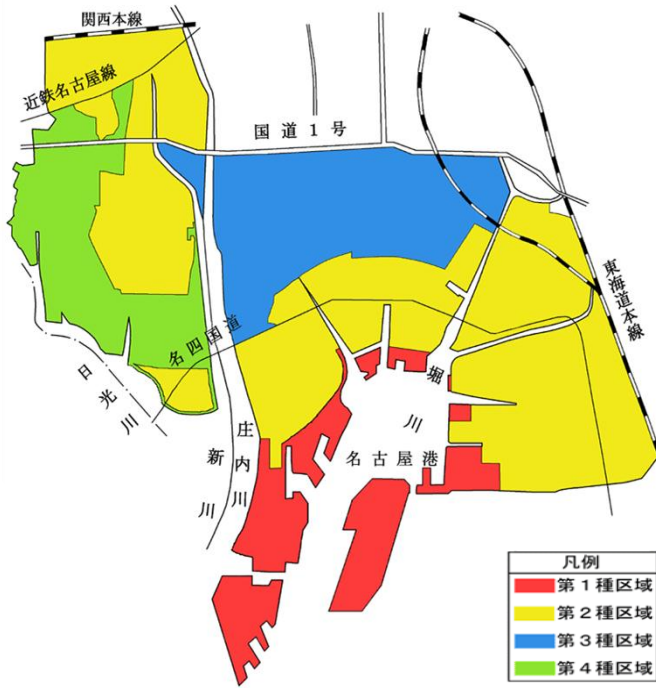 関西本線
近鉄名古屋線
国道1号
東海道本線
名四国道
日光川
新川
庄内川
堀川
名古屋港
凡例
第1種区域
第2種区域
第3種区域
第4種区域